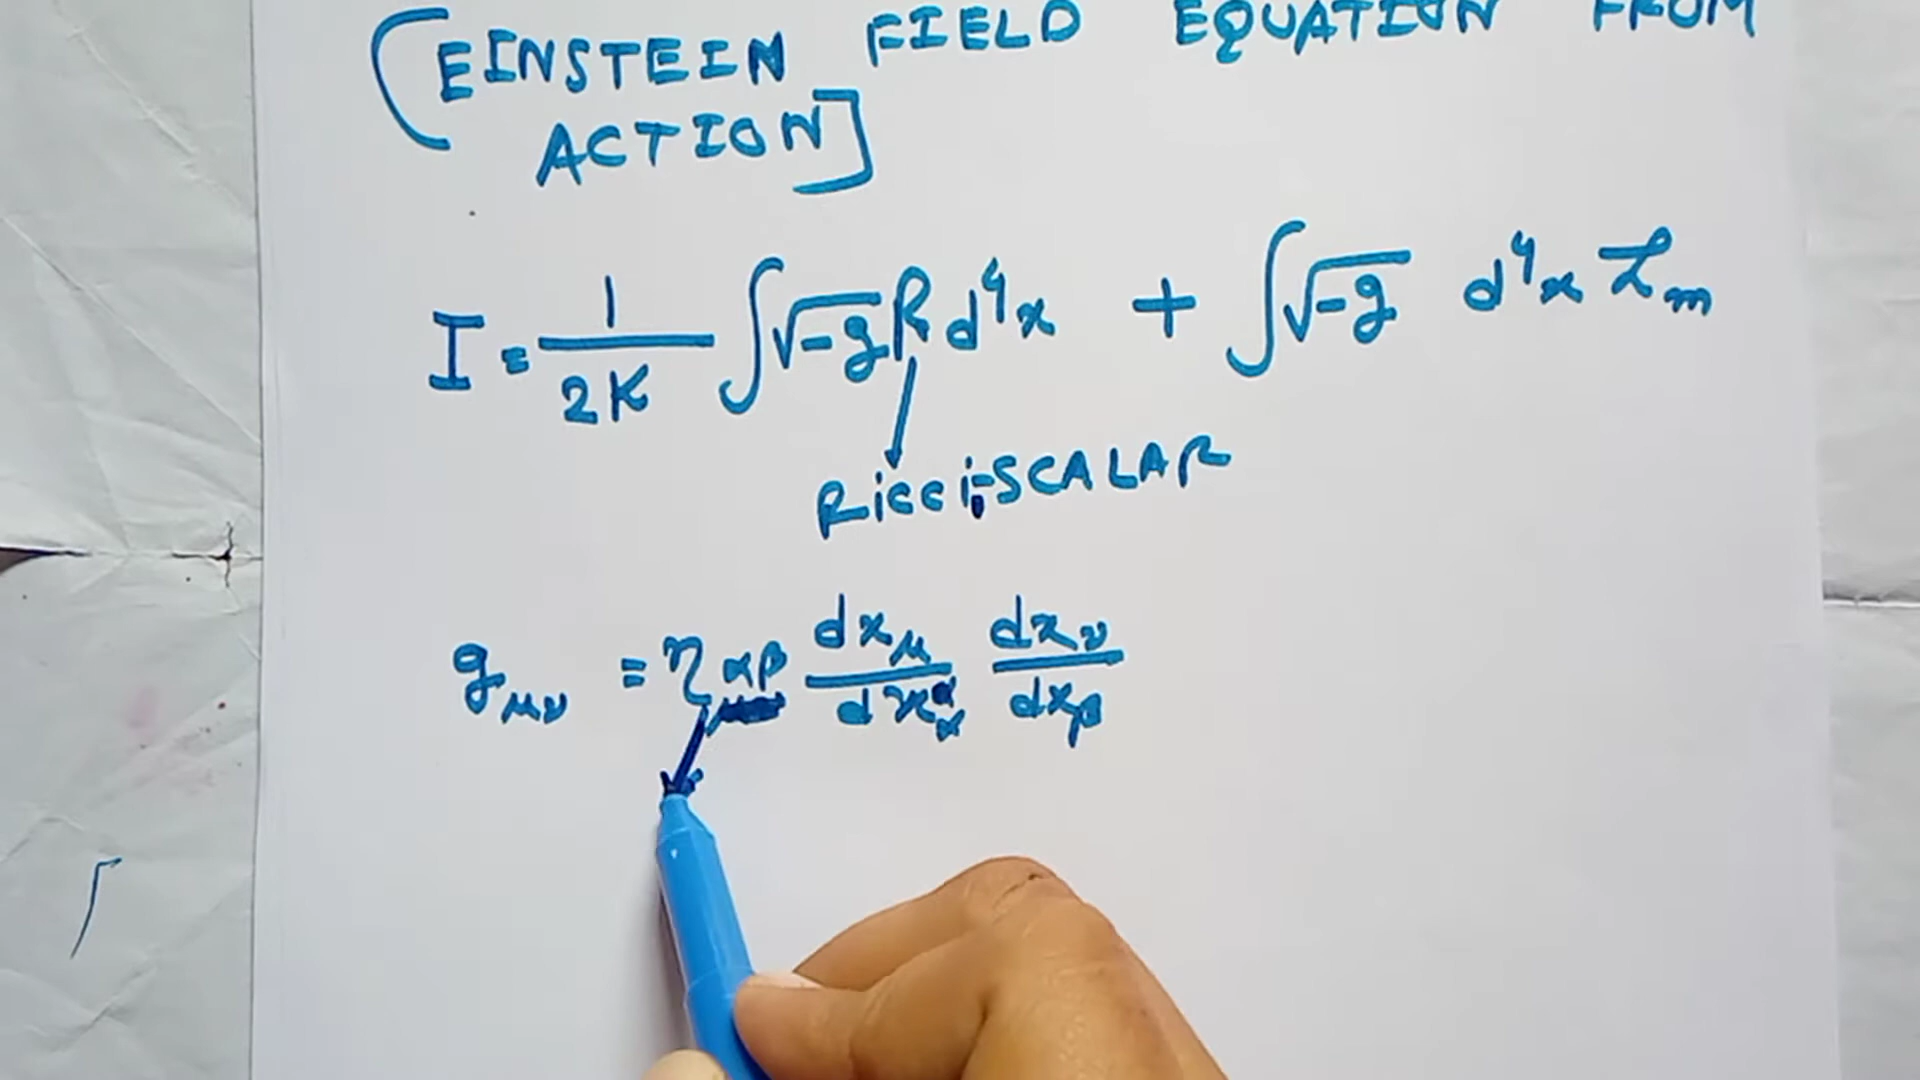 (EINSTEIN FIELD EQUATION FROM
ACTION]
I = 1/2K ∫√-g R d⁴x + ∫√-g d⁴x ℒm
Ricci-SCALAR
gμν = ηαβ dxμ/dxα dxν/dxβ